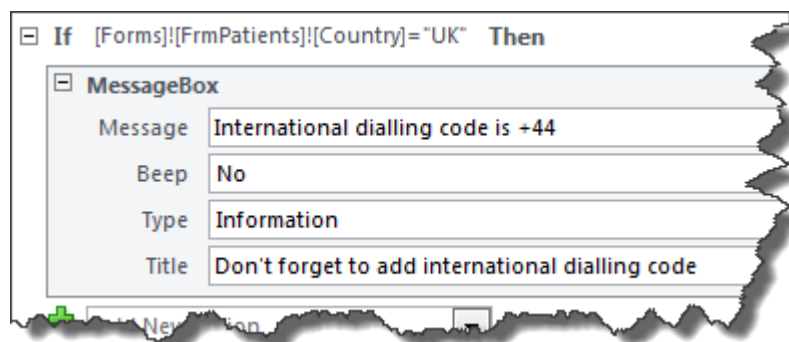 If [Forms]![FrmPatients]![Country]="UK" Then
MessageBox
Message International dialling code is +44
Beep No
Type Information
Title Don't forget to add international dialling code
New